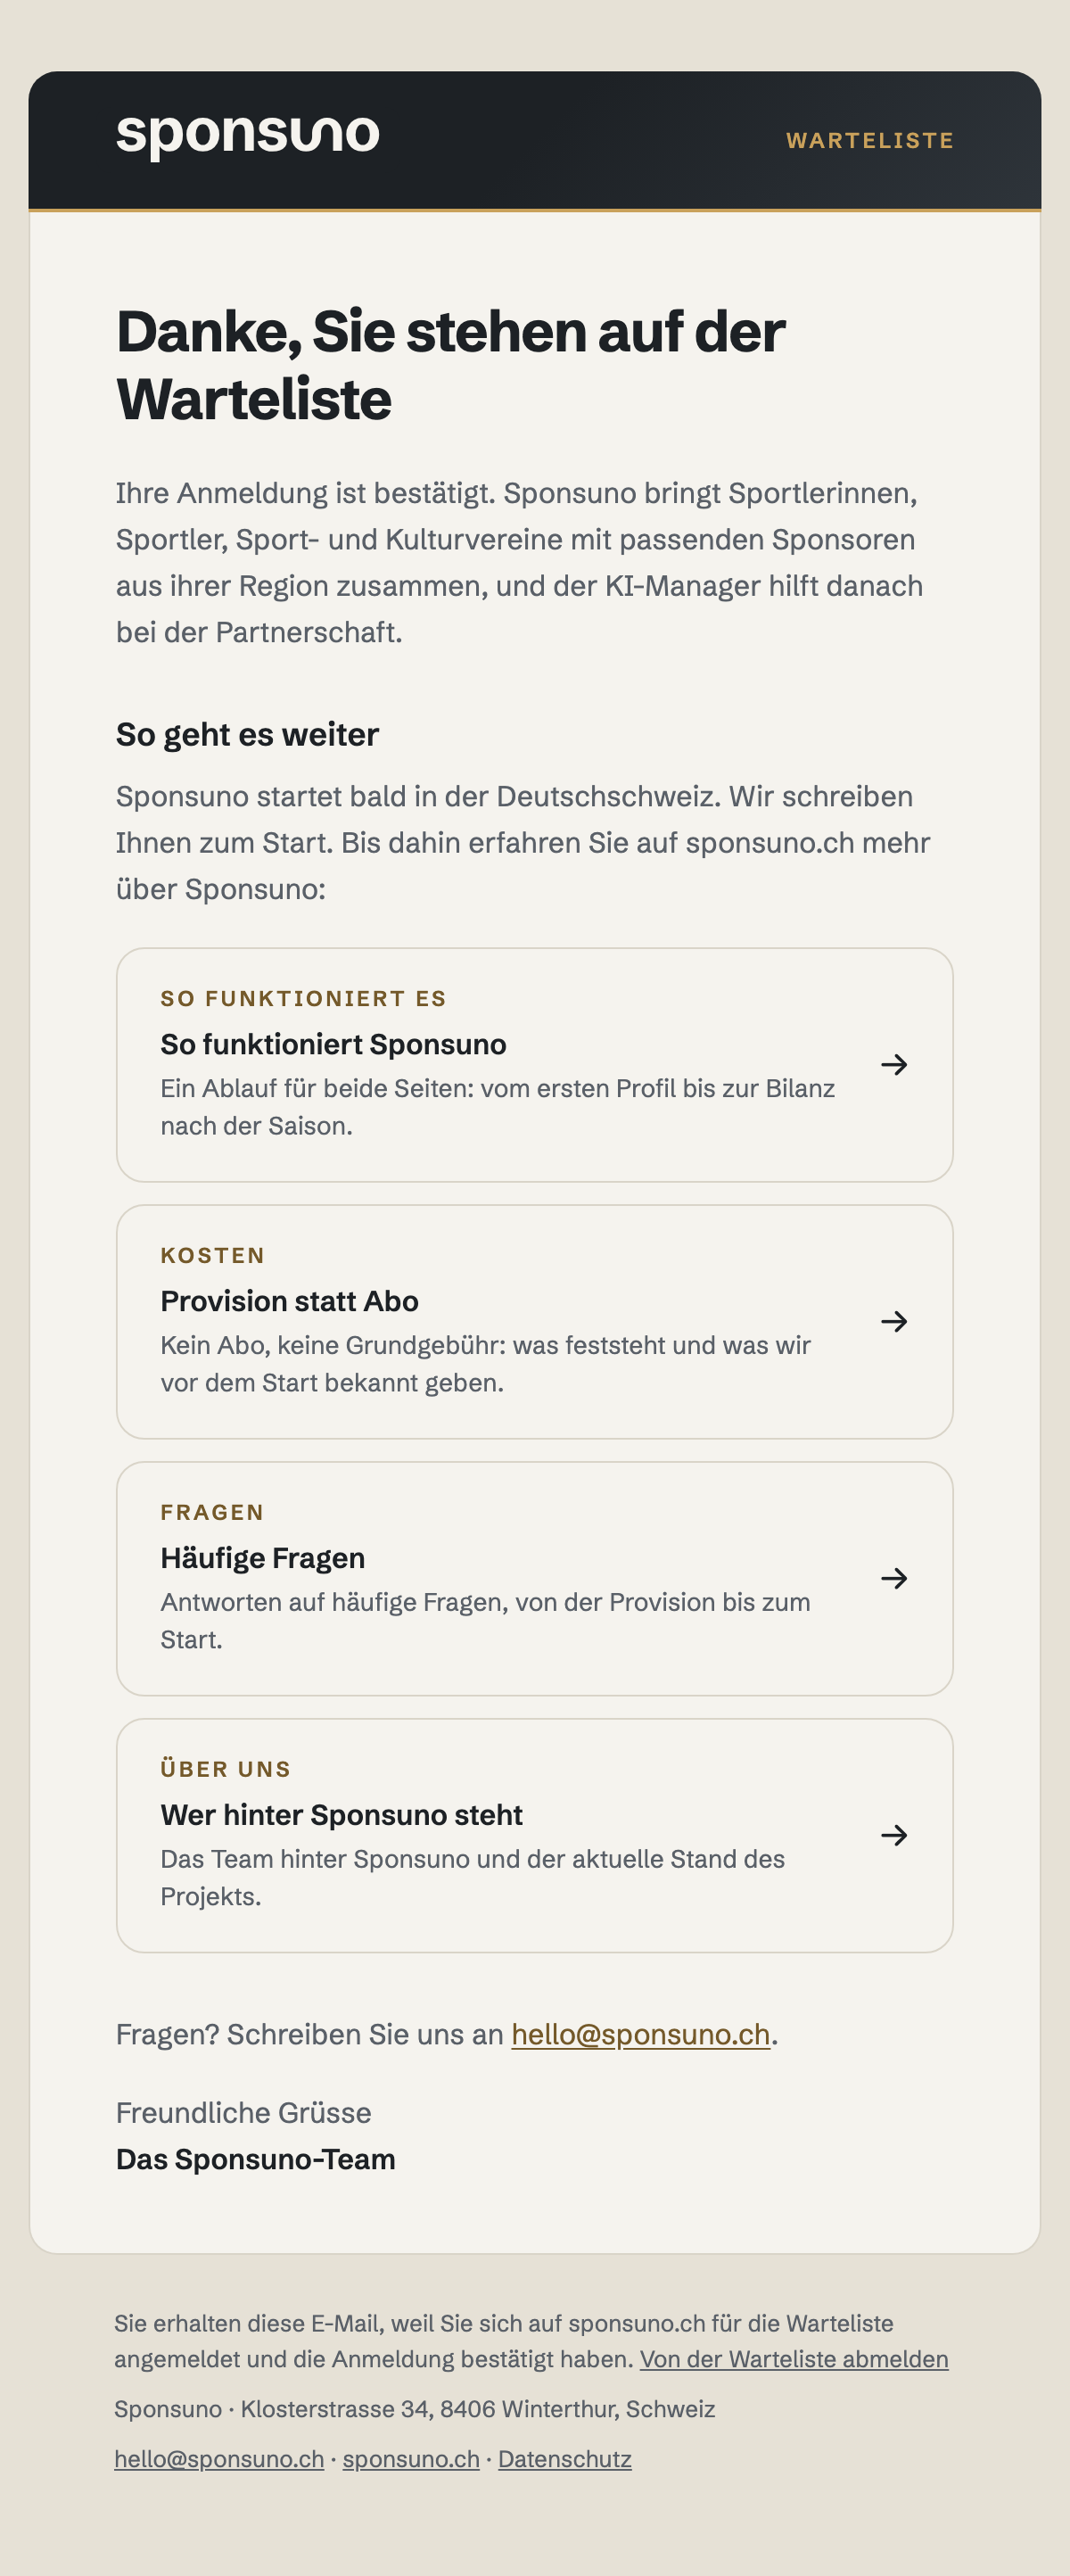 sponsuno
WARTELISTE
Danke, Sie stehen auf der
Warteliste
Ihre Anmeldung ist bestätigt. Sponsuno bringt Sportlerinnen,
Sportler, Sport- und Kulturvereine mit passenden Sponsoren
aus ihrer Region zusammen, und der KI-Manager hilft danach
bei der Partnerschaft.
So geht es weiter
Sponsuno startet bald in der Deutschschweiz. Wir schreiben
Ihnen zum Start. Bis dahin erfahren Sie auf sponsuno.ch mehr
über Sponsuno:
SO FUNKTIONIERT ES
So funktioniert Sponsuno
Ein Ablauf für beide Seiten: vom ersten Profil bis zur Bilanz
nach der Saison.
→
KOSTEN
Provision statt Abo
Kein Abo, keine Grundgebühr: was feststeht und was wir
vor dem Start bekannt geben.
→
FRAGEN
Häufige Fragen
Antworten auf häufige Fragen, von der Provision bis zum
Start.
→
ÜBER UNS
Wer hinter Sponsuno steht
Das Team hinter Sponsuno und der aktuelle Stand des
Projekts.
→
Fragen? Schreiben Sie uns an hello@sponsuno.ch.
Freundliche Grüsse
Das Sponsuno-Team
Sie erhalten diese E-Mail, weil Sie sich auf sponsuno.ch für die Warteliste
angemeldet und die Anmeldung bestätigt haben. Von der Warteliste abmelden
Sponsuno · Klosterstrasse 34, 8406 Winterthur, Schweiz
hello@sponsuno.ch · sponsuno.ch · Datenschutz